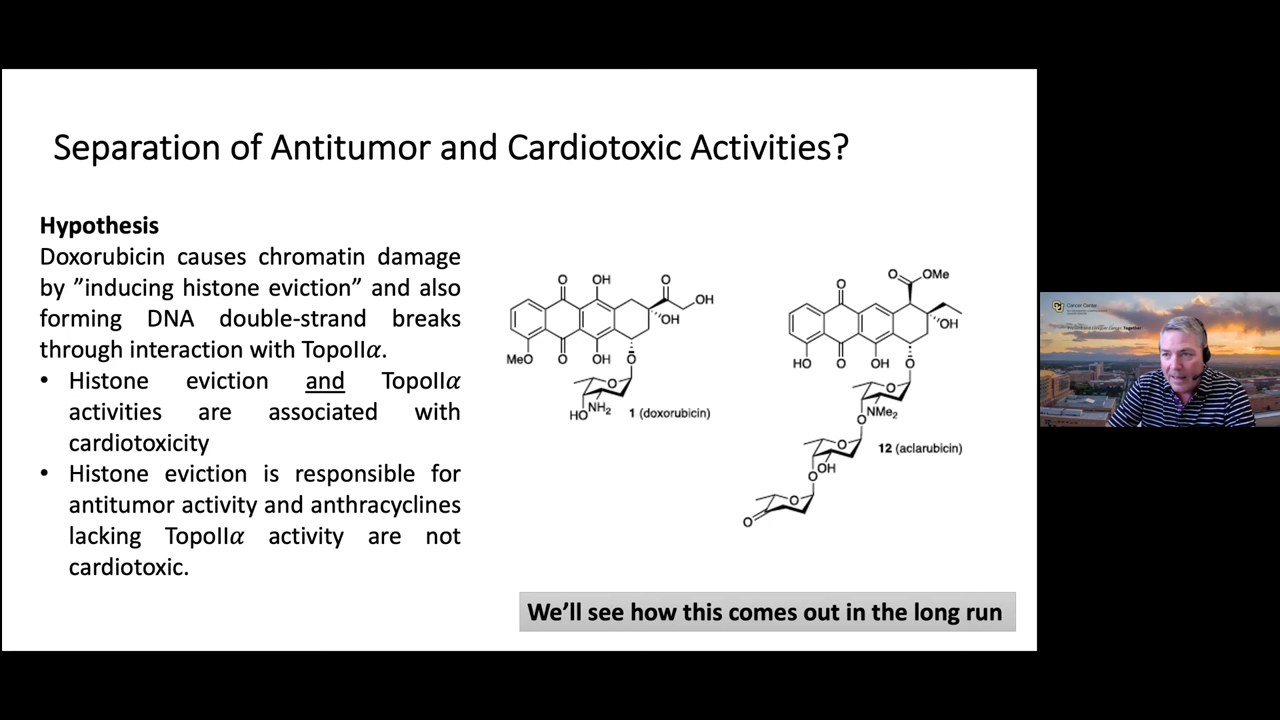 Separation of Antitumor and Cardiotoxic Activities?
Hypothesis
Doxorubicin causes chromatin damage
by ”inducing histone eviction” and also
forming DNA double-strand breaks
through interaction with TopoIIα.
• Histone eviction and TopoIIα
activities are associated with
cardiotoxicity
• Histone eviction is responsible for
antitumor activity and anthracyclines
lacking TopoIIα activity are not
cardiotoxic.
O OH O
OH
'OH
MeO O OH O
O
HO NH2
1 (doxorubicin)
O OMe
O
'OH
HO O OH O
O
NMe2
O
O
OH
O
O
O
12 (aclarubicin)
We’ll see how this comes out in the long run
Cancer Center
Together